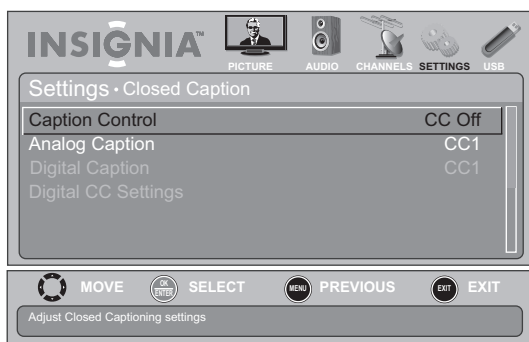 INSIGNIA™
PICTURE AUDIO CHANNELS SETTINGS USB
Settings · Closed Caption
Caption Control CC Off
Analog Caption CC1
Digital Caption CC1
Digital CC Settings
MOVE OK ENTER SELECT MENU PREVIOUS EXIT EXIT
Adjust Closed Captioning settings